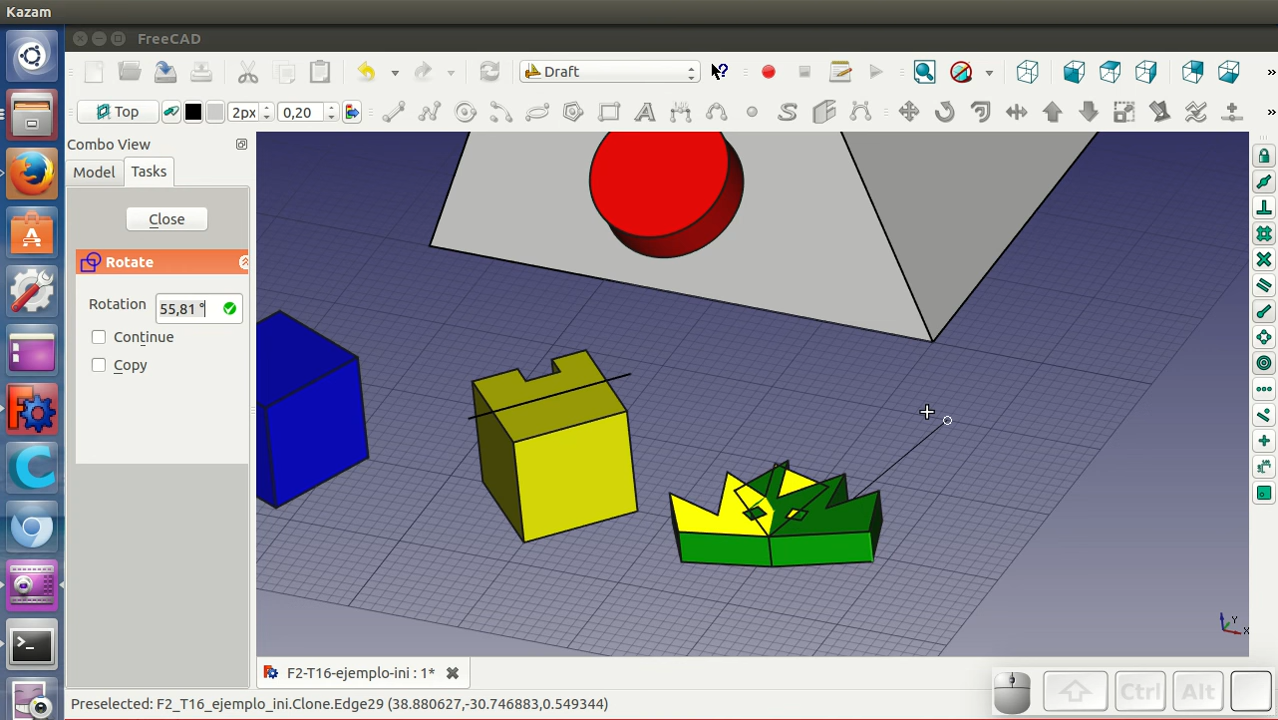 Kazam
FreeCAD
Draft
»
Top
2px
0,20
»
Combo View
Model
Tasks
Close
Rotate
Rotation
55,81 °
Continue
Copy
Y
X
F2-T16-ejemplo-ini : 1*
Ctrl
Alt
Preselected: F2_T16_ejemplo_ini.Clone.Edge29 (38.880627,-30.746883,0.549344)